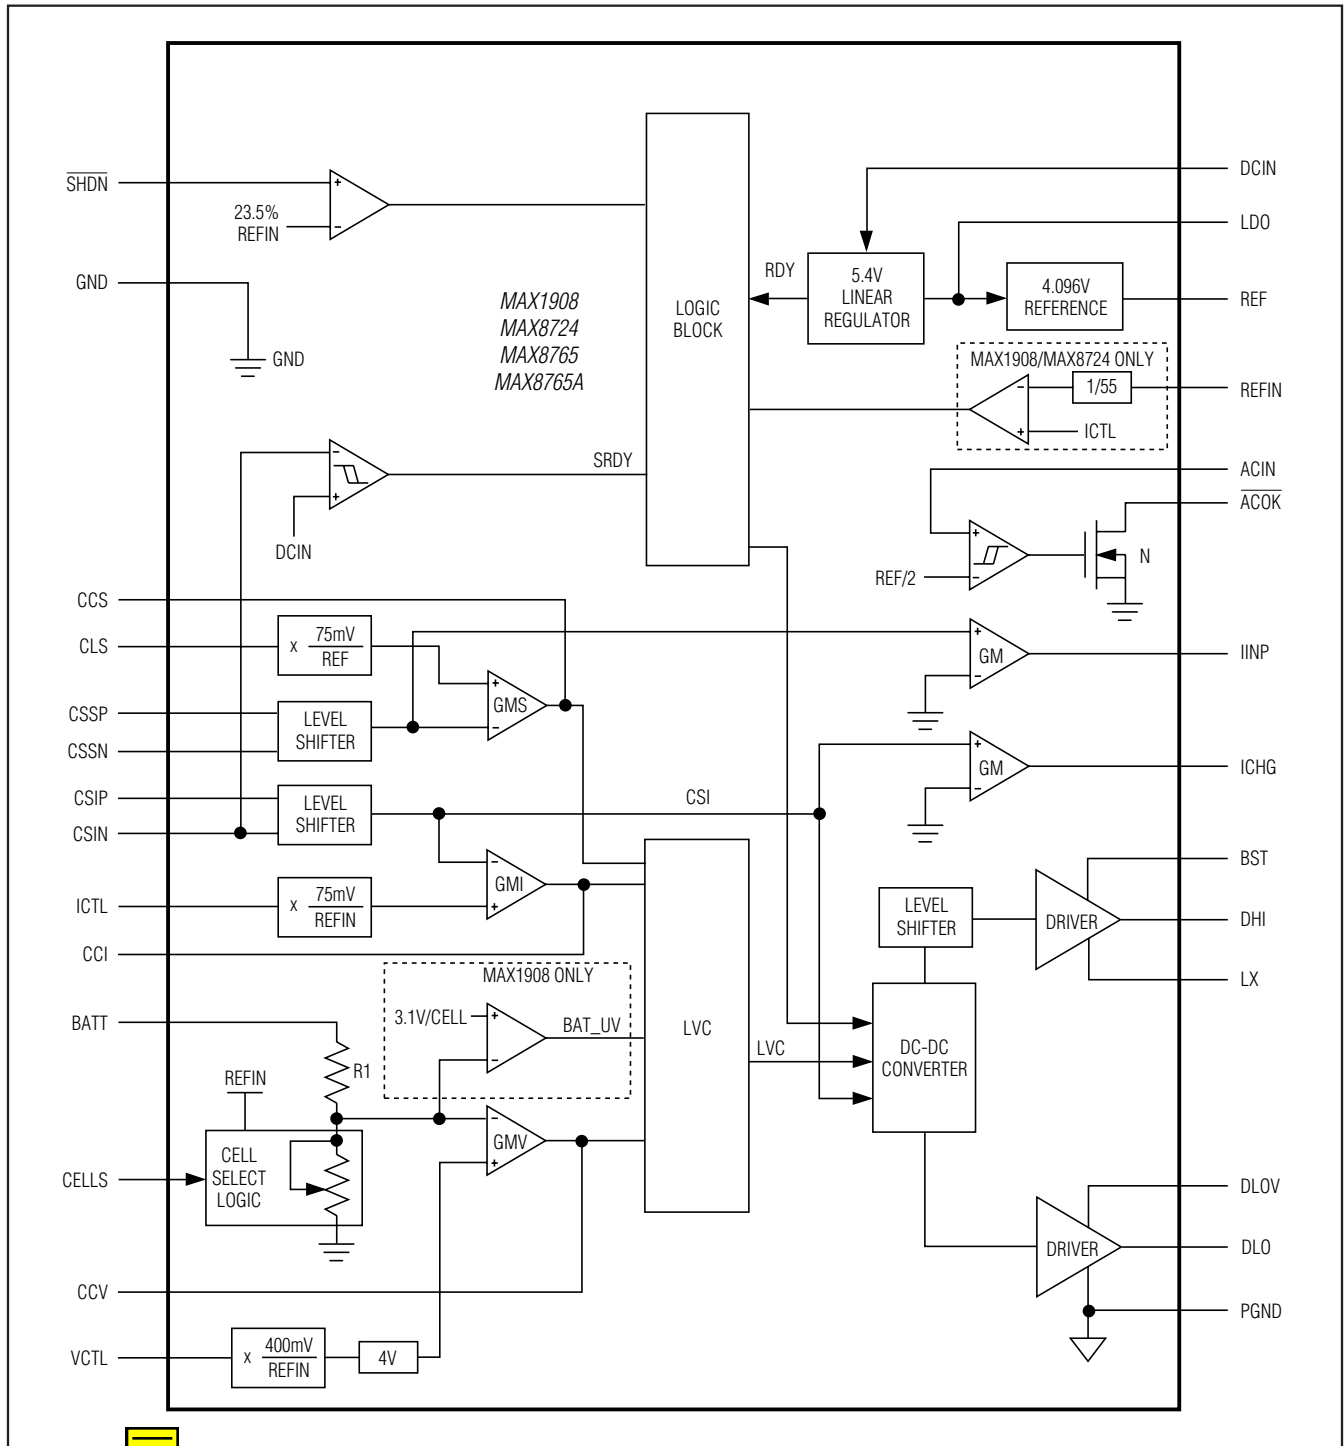 SHDN
23.5%
REFIN
GND
GND
MAX1908
MAX8724
MAX8765
MAX8765A
LOGIC
BLOCK
RDY
5.4V
LINEAR
REGULATOR
4.096V
REFERENCE
DCIN
LDO
REF
MAX1908/MAX8724 ONLY
1/55
ICTL
REFIN
SRDY
DCIN
ACIN
ACOK
REF/2
N
CCS
CLS
x 75mV
REF
GMS
CSSP
CSSN
LEVEL
SHIFTER
GM
IINP
CSIP
CSIN
LEVEL
SHIFTER
CSI
GM
ICHG
GMI
ICTL
x 75mV
REFIN
CCI
LEVEL
SHIFTER
DRIVER
BST
DHI
LX
MAX1908 ONLY
3.1V/CELL
BAT_UV
LVC
LVC
DC-DC
CONVERTER
BATT
R1
REFIN
CELL
SELECT
LOGIC
CELLS
GMV
DRIVER
DLOV
DLO
PGND
CCV
VCTL
x 400mV
REFIN
4V